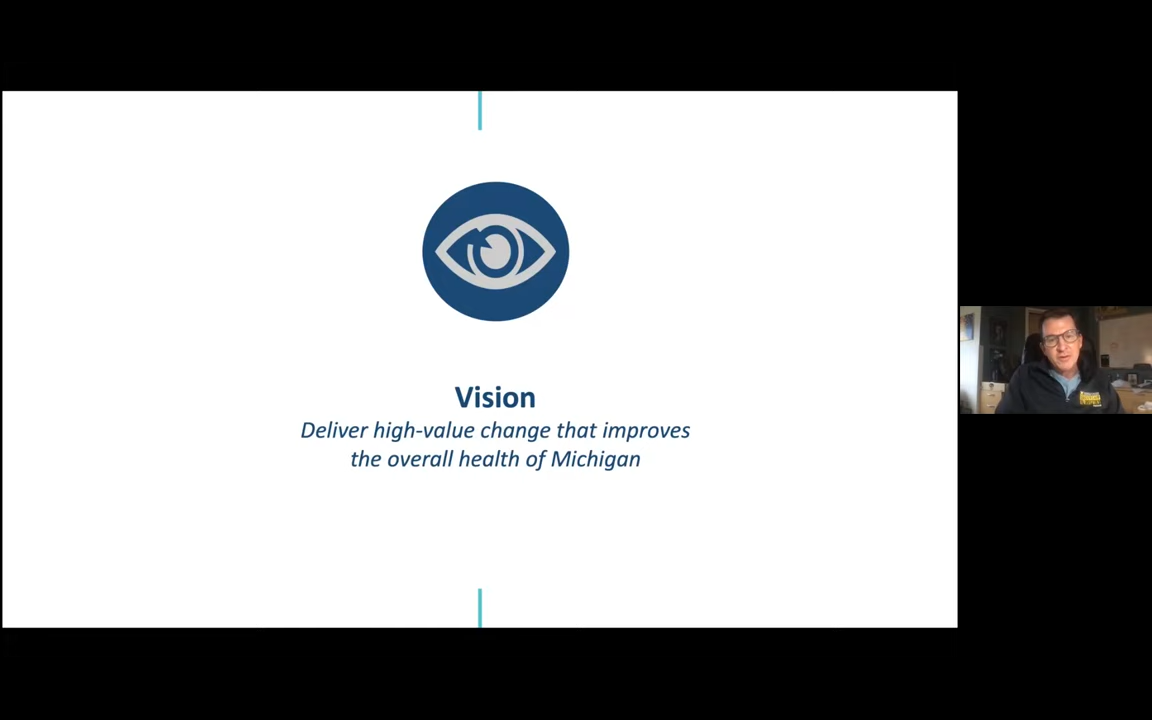 Vision
Deliver high-value change that improves
the overall health of Michigan